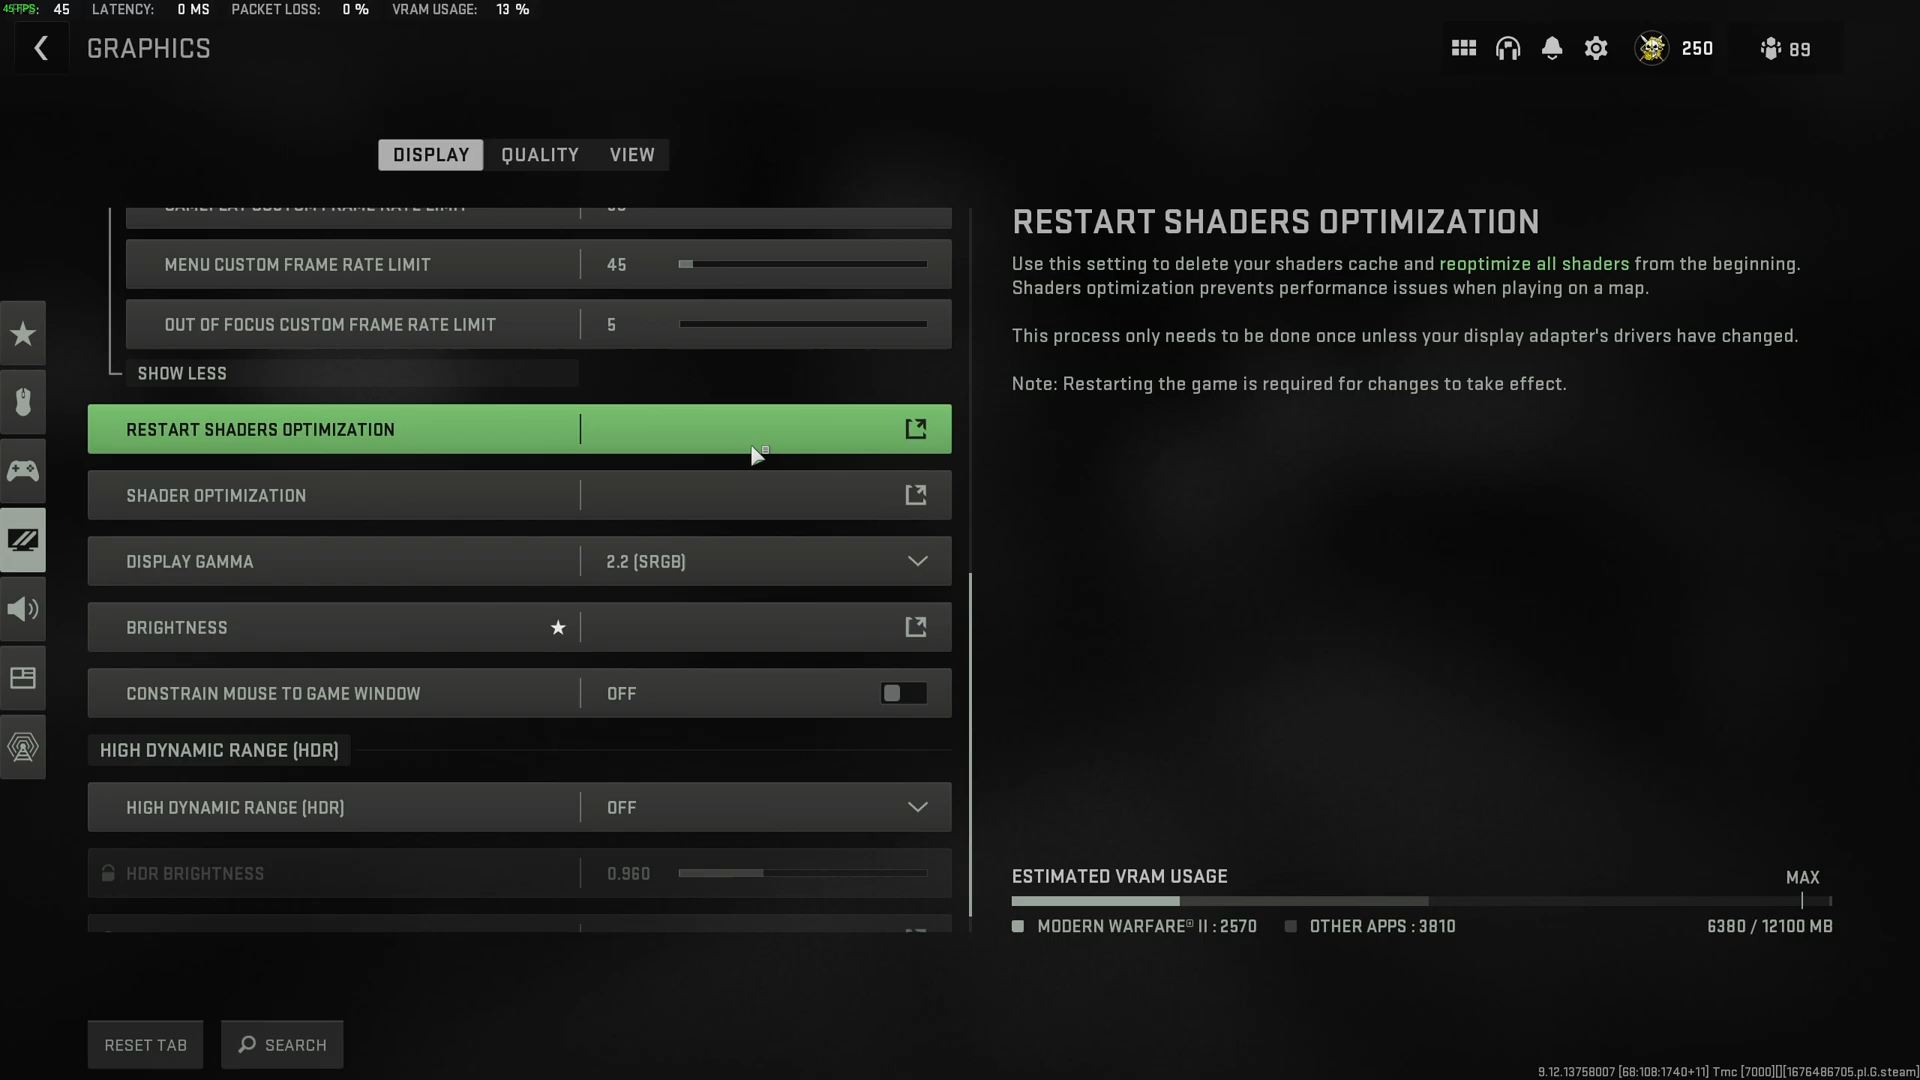 45 FPS
FPS: 45 LATENCY: 0 MS PACKET LOSS: 0 % VRAM USAGE: 13 %
GRAPHICS
250
89
DISPLAY QUALITY VIEW
GAMEPLAY CUSTOM FRAME RATE LIMIT
MENU CUSTOM FRAME RATE LIMIT 45
OUT OF FOCUS CUSTOM FRAME RATE LIMIT 5
SHOW LESS
RESTART SHADERS OPTIMIZATION
SHADER OPTIMIZATION
DISPLAY GAMMA 2.2 (SRGB)
BRIGHTNESS
CONSTRAIN MOUSE TO GAME WINDOW OFF
HIGH DYNAMIC RANGE (HDR)
HIGH DYNAMIC RANGE (HDR) OFF
HDR BRIGHTNESS 0.960
RESTART SHADERS OPTIMIZATION
Use this setting to delete your shaders cache and reoptimize all shaders from the beginning.
Shaders optimization prevents performance issues when playing on a map.
This process only needs to be done once unless your display adapter's drivers have changed.
Note: Restarting the game is required for changes to take effect.
ESTIMATED VRAM USAGE MAX
MODERN WARFARE® II : 2570 OTHER APPS : 3810 6380 / 12100 MB
RESET TAB SEARCH
9.12.13758007 [68:108:1740+11] Tmc [7000][][1676486705.pl.G.steam]